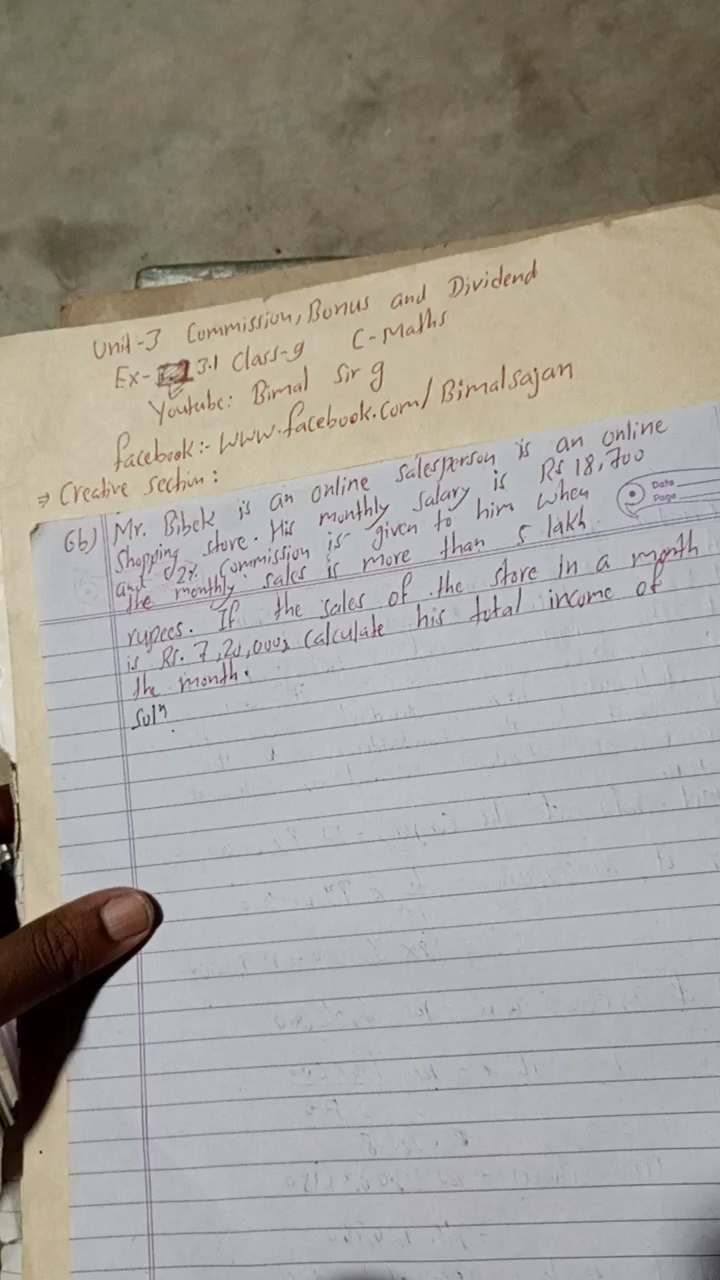 Unit-3 Commission, Bonus and Dividend
Ex- 3.1 Class-9 C-Maths
Youtube: Bimal Sir g
facebook:- www.facebook.com/Bimalsajan
⇒ Creative section:
6b) Mr. Bibek is an online salesperson is an online
shopping store. His monthly salary is Rs 18,700
and 2% commission is given to him when
the monthly sales is more than 5 lakh
rupees. If the sales of the store in a month
is Rs. 7,20,000, calculate his total income of
the month.
Solⁿ
Date
Page